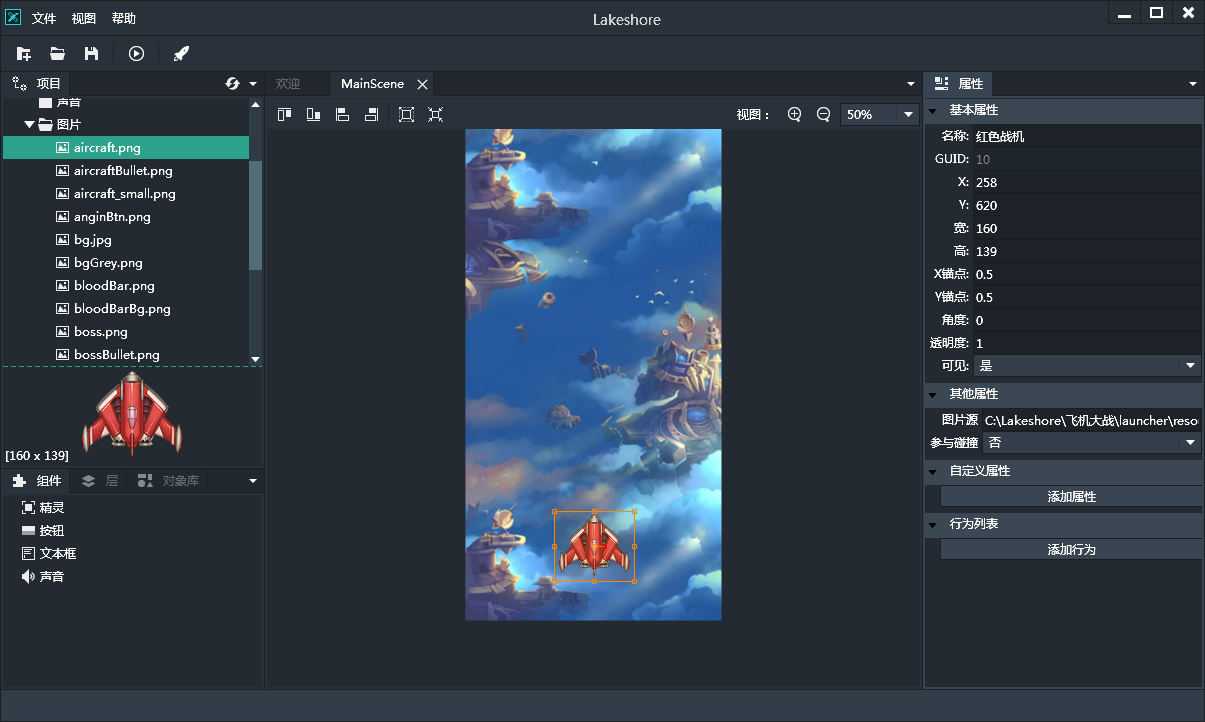 文件 视图 帮助
Lakeshore
项目
声音
图片
aircraft.png
aircraftBullet.png
aircraft_small.png
anginBtn.png
bg.jpg
bgGrey.png
bloodBar.png
bloodBarBg.png
boss.png
bossBullet.png
[160 x 139]
组件 层 对象库
精灵
按钮
文本框
声音
欢迎 MainScene
视图： 50%
属性
基本属性
名称: 红色战机
GUID: 10
X: 258
Y: 620
宽: 160
高: 139
X锚点: 0.5
Y锚点: 0.5
角度: 0
透明度: 1
可见: 是
其他属性
图片源 C:\Lakeshore\飞机大战\launcher\reso
参与碰撞 否
自定义属性
添加属性
行为列表
添加行为